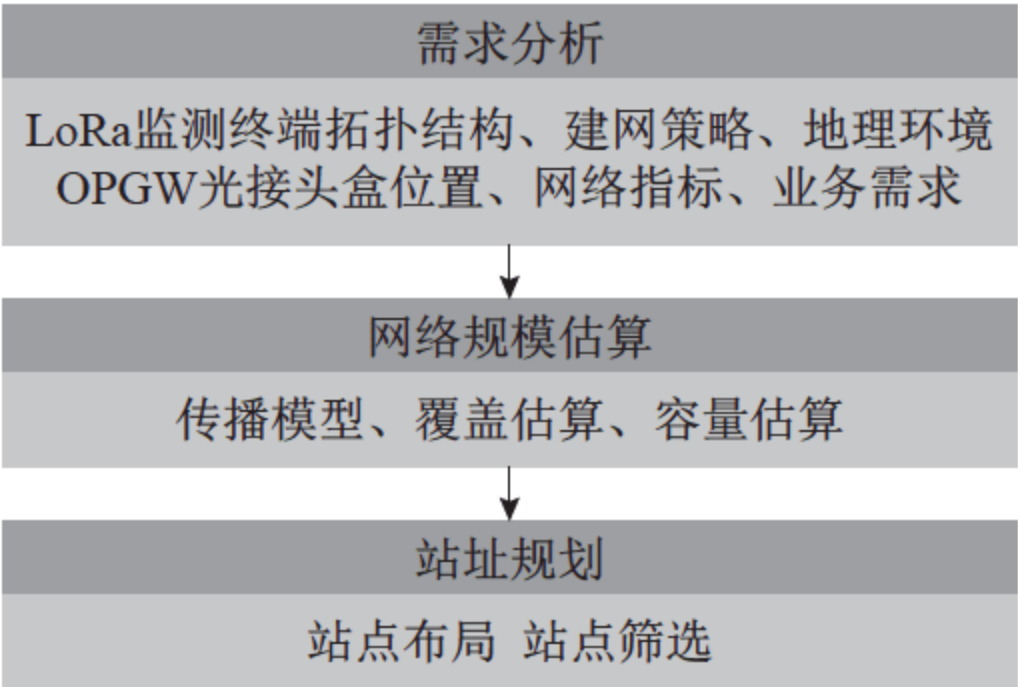 需求分析
LoRa监测终端拓扑结构、建网策略、地理环境
OPGW光接头盒位置、网络指标、业务需求
网络规模估算
传播模型、覆盖估算、容量估算
站址规划
站点布局 站点筛选